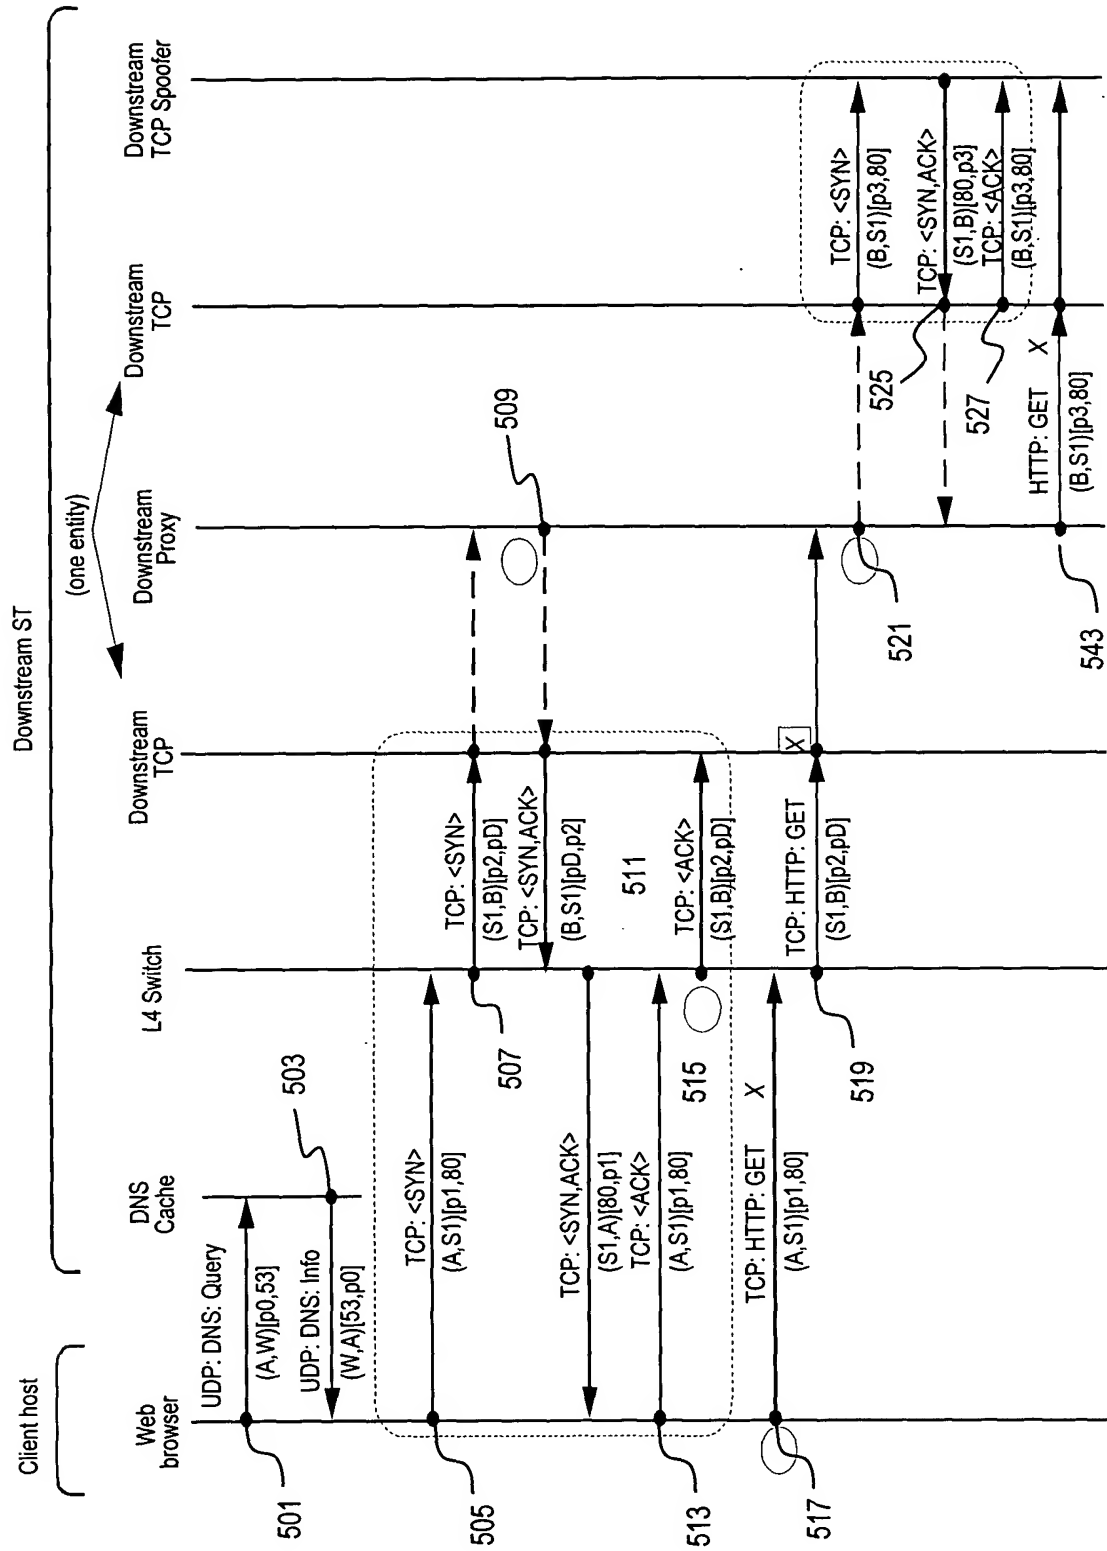 Downstream ST
Client host
(one entity)
Web
browser
DNS
Cache
L4 Switch
Downstream
TCP
Downstream
Proxy
Downstream
TCP
Downstream
TCP Spoofer
UDP: DNS: Query
(A,W)[p0,53]
501
UDP: DNS: Info
(W,A)[53,p0]
503
TCP: <SYN>
(A,S1)[p1,80]
505
TCP: <SYN>
(S1,B)[p2,pD]
507
TCP: <SYN,ACK>
(B,S1)[pD,p2]
509
TCP: <SYN,ACK>
(S1,A)[80,p1]
511
TCP: <ACK>
(A,S1)[p1,80]
513
TCP: <ACK>
(S1,B)[p2,pD]
515
TCP: HTTP: GET X
(A,S1)[p1,80]
517
TCP: HTTP: GET X
(S1,B)[p2,pD]
519
TCP: <SYN>
(B,S1)[p3,80]
521
TCP: <SYN,ACK>
(S1,B)[80,p3]
525
TCP: <ACK>
(B,S1)[p3,80]
527
HTTP: GET X
(B,S1)[p3,80]
543